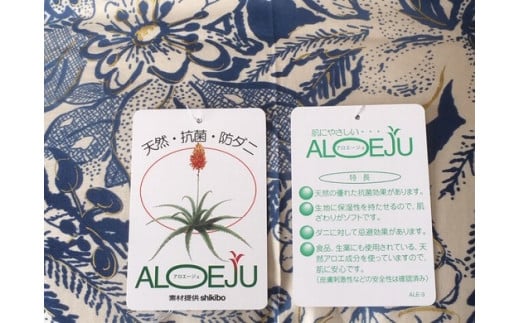 天然・抗菌・防ダニ
ALOEJU
アロエージュ
素材提供 shikibo
肌にやさしい・・・
ALOEJU
アロエージュ
特長
天然の優れた抗菌効果があります。
生地に保湿性を持たせるので、肌
ざわりがソフトです。
ダニに対して忌避効果があります。
食品、生薬にも使用されている、天
然アロエ成分を使っていますので、
肌に安心です。
(皮膚刺激性などの安全性は確認済み)